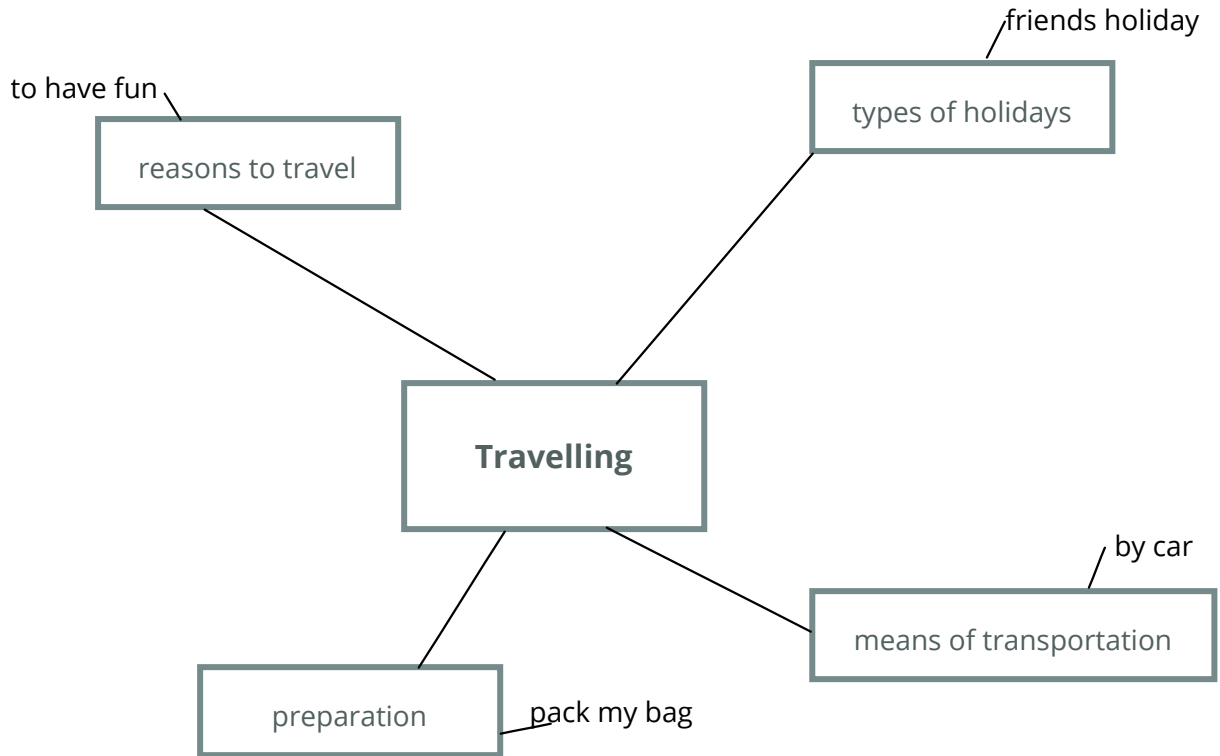 friends holiday
to have fun
types of holidays
reasons to travel
Travelling
by car
means of transportation
preparation
pack my bag